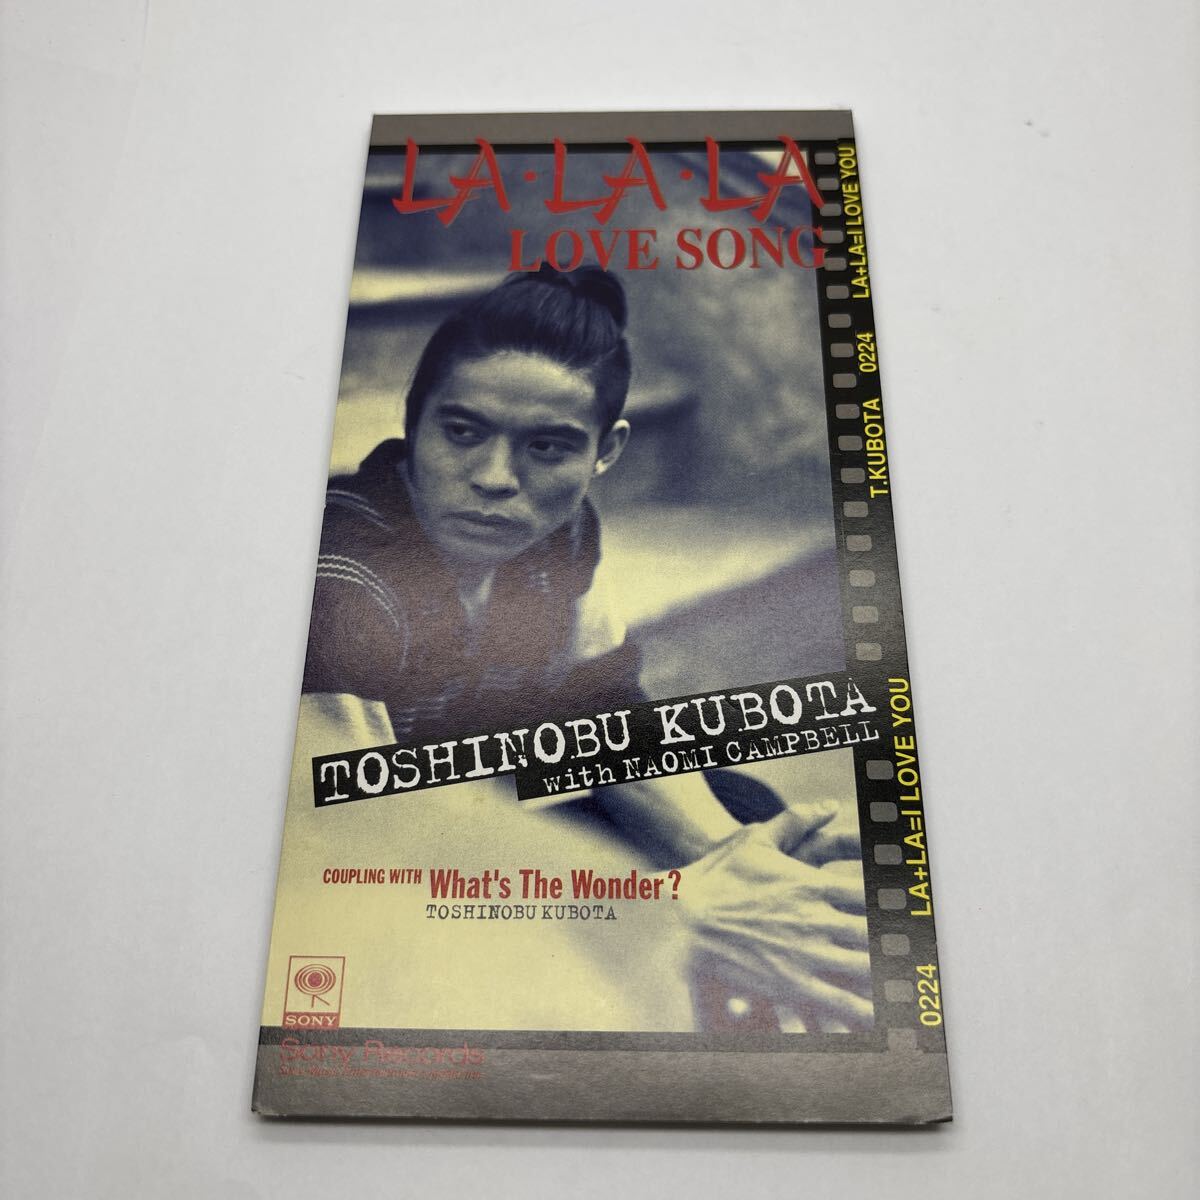 LA·LA·LA
LOVE SONG
LA+LA=I LOVE YOU
0224
T.KUBOTA
TOSHINOBU KUBOTA
with NAOMI CAMPBELL
LA+LA=I LOVE YOU
0224
COUPLING WITH What's The Wonder?
TOSHINOBU KUBOTA
SONY
Sony Records